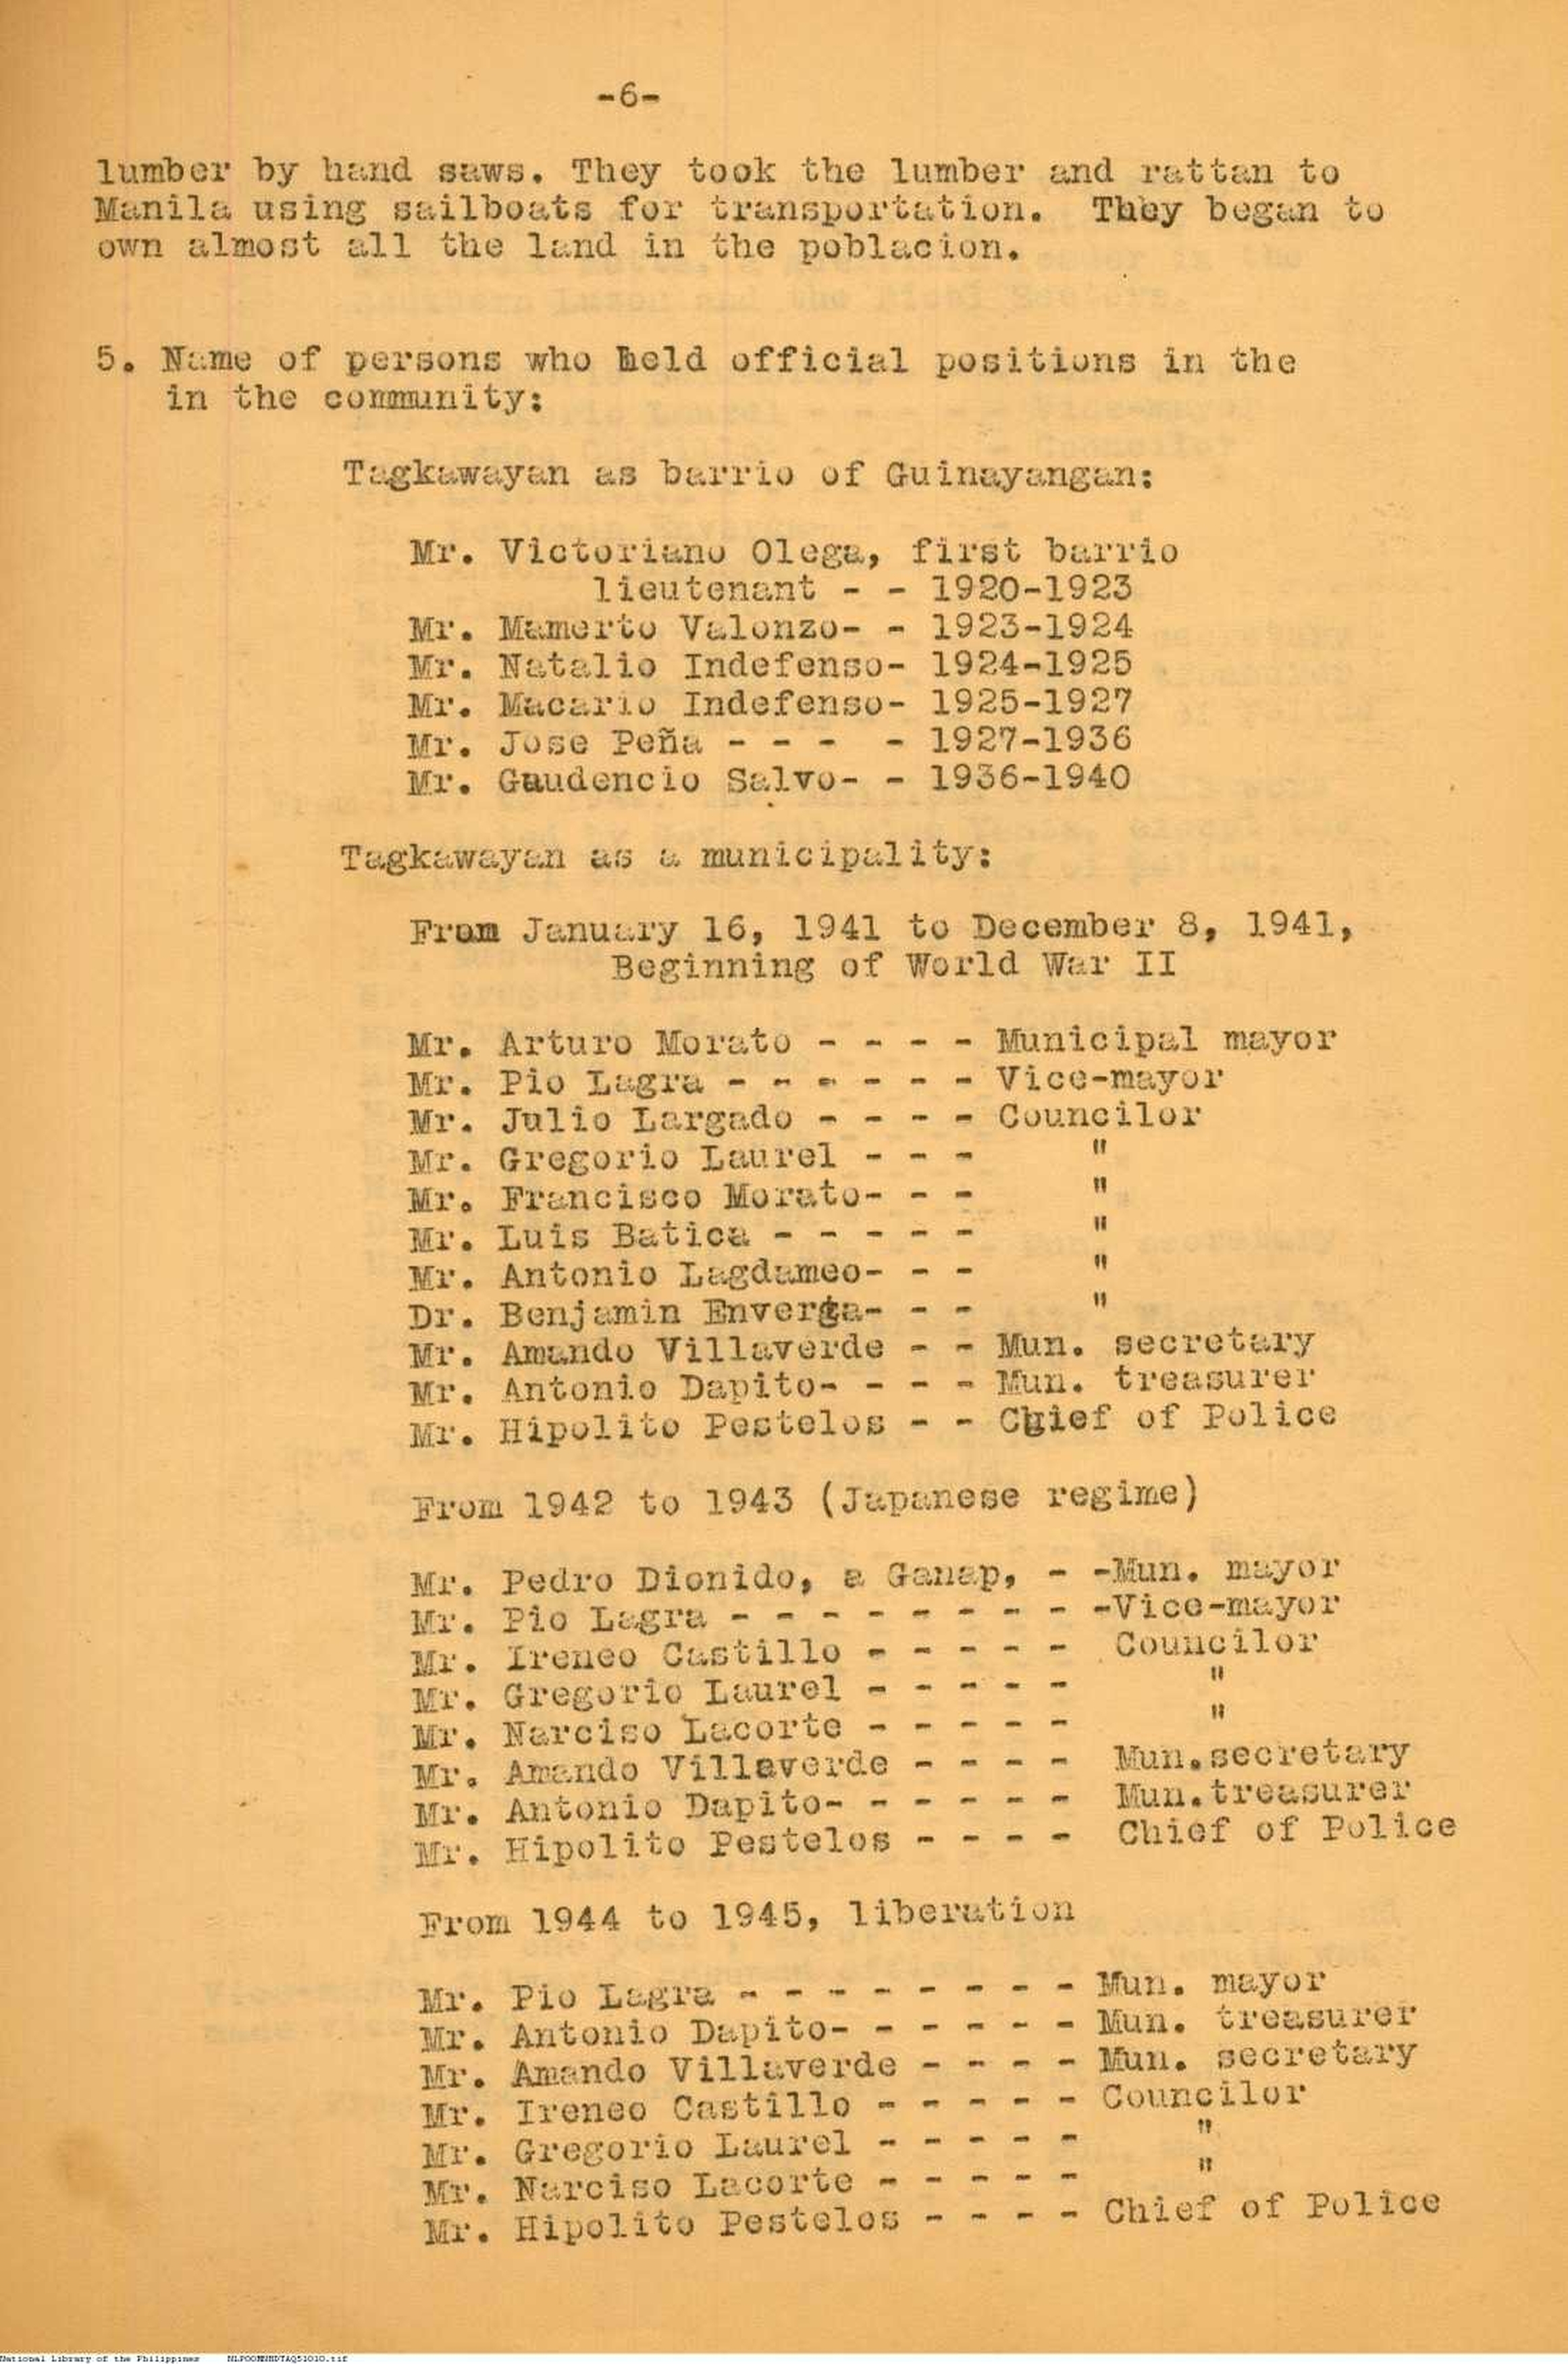 -6-
lumber by hand saws. They took the lumber and rattan to
Manila using sailboats for transportation. They began to
own almost all the land in the poblacion.
5. Name of persons who held official positions in the
in the community:
Tagkawayan as barrio of Guinayangan:
Mr. Victoriano Olega, first barrio
lieutenant - - 1920-1923
Mr. Mamerto Valonzo- - 1923-1924
Mr. Natalio Indefenso- 1924-1925
Mr. Macario Indefenso- 1925-1927
Mr. Jose Peña - - - - 1927-1936
Mr. Gaudencio Salvo- - 1936-1940
Tagkawayan as a municipality:
From January 16, 1941 to December 8, 1941,
Beginning of World War II
Mr. Arturo Morato - - - - Municipal mayor
Mr. Pio Lagra - - - - - - Vice-mayor
Mr. Julio Largado - - - - Councilor
Mr. Gregorio Laurel - - - "
Mr. Francisco Morato- - - "
Mr. Luis Batica - - - - - "
Mr. Antonio Lagdameo- - - "
Dr. Benjamin Enverga- - - "
Mr. Amando Villaverde - - Mun. secretary
Mr. Antonio Dapito- - - - Mun. treasurer
Mr. Hipolito Pestelos - - Chief of Police
From 1942 to 1943 (Japanese regime)
Mr. Pedro Dionido, a Ganap, - -Mun. mayor
Mr. Pio Lagra - - - - - - - - -Vice-mayor
Mr. Ireneo Castillo - - - - - Councilor
Mr. Gregorio Laurel - - - - - "
Mr. Narciso Lacorte - - - - - "
Mr. Amando Villaverde - - - - Mun.secretary
Mr. Antonio Dapito- - - - - - Mun.treasurer
Mr. Hipolito Pestelos - - - - Chief of Police
From 1944 to 1945, liberation
Mr. Pio Lagra - - - - - - - - Mun. mayor
Mr. Antonio Dapito- - - - - - Mun. treasurer
Mr. Amando Villaverde - - - - Mun. secretary
Mr. Ireneo Castillo - - - - - Councilor
Mr. Gregorio Laurel - - - - - "
Mr. Narciso Lacorte - - - - - "
Mr. Hipolito Pestelos - - - - Chief of Police
National Library of the Philippines